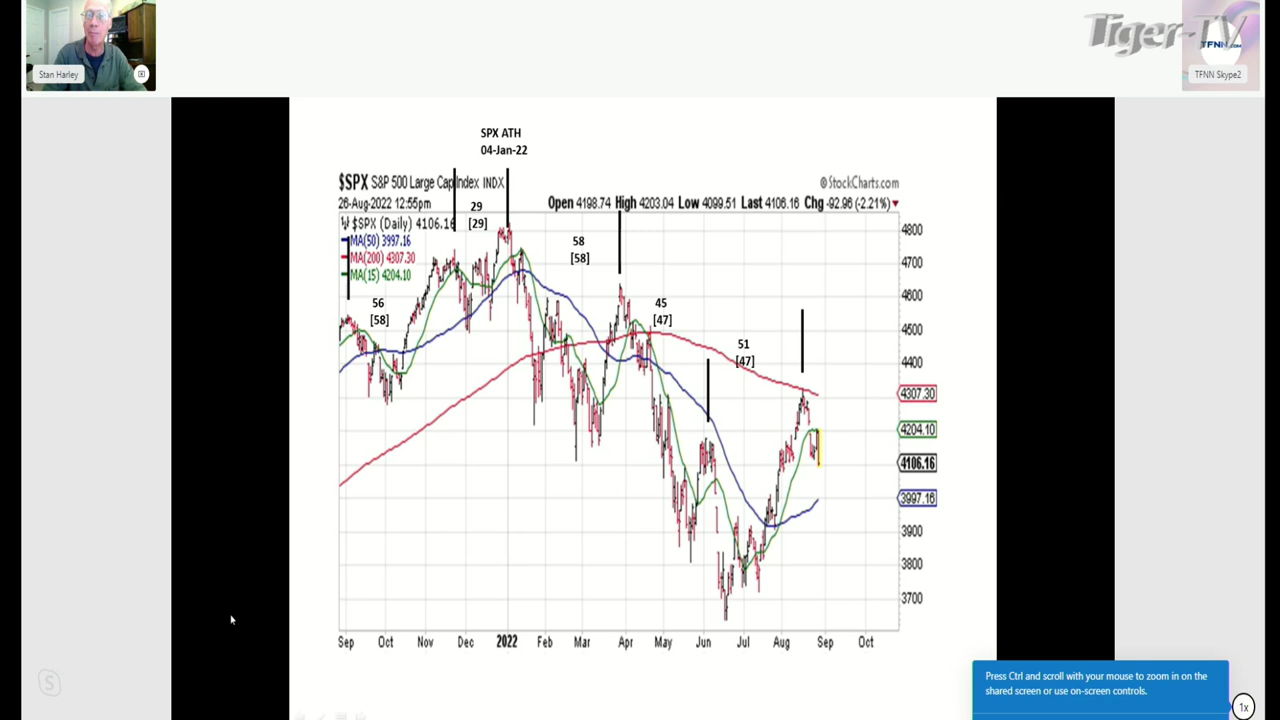 Stan Harley
Tiger-TV
TFNN.COM
TFNN Skype2
SPX ATH
04-Jan-22
$SPX S&P 500 Large Cap Index INDX
©StockCharts.com
26-Aug-2022 12:55pm
Open 4198.74 High 4203.04 Low 4099.51 Last 4106.16 Chg -92.96 (-2.21%)
$SPX (Daily) 4106.16
MA(50) 3997.16
MA(200) 4307.30
MA(15) 4204.10
29
[29]
58
[58]
56
[58]
45
[47]
51
[47]
4800
4700
4600
4500
4400
4307.30
4204.10
4106.16
3997.16
3900
3800
3700
Sep Oct Nov Dec 2022 Feb Mar Apr May Jun Jul Aug Sep Oct
Press Ctrl and scroll with your mouse to zoom in on the
shared screen or use on-screen controls.
1x